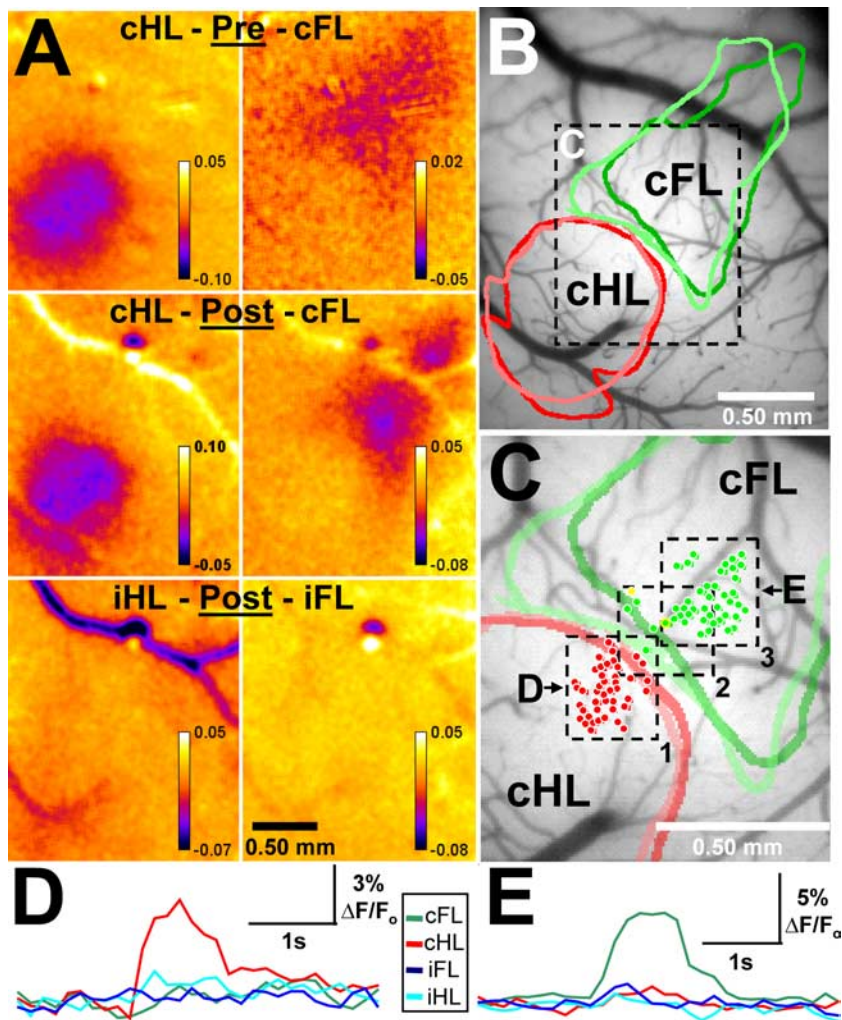 A
cHL - Pre - cFL
0.05
-0.10
0.02
-0.05
cHL - Post - cFL
0.10
-0.05
0.05
-0.08
iHL - Post - iFL
0.05
-0.07
0.05
-0.08
0.50 mm
B
C
cFL
cHL
0.50 mm
C
cFL
E
3
2
D
1
cHL
0.50 mm
D
3%
ΔF/Fo
1s
cFL
cHL
iFL
iHL
E
5%
ΔF/Fo
1s